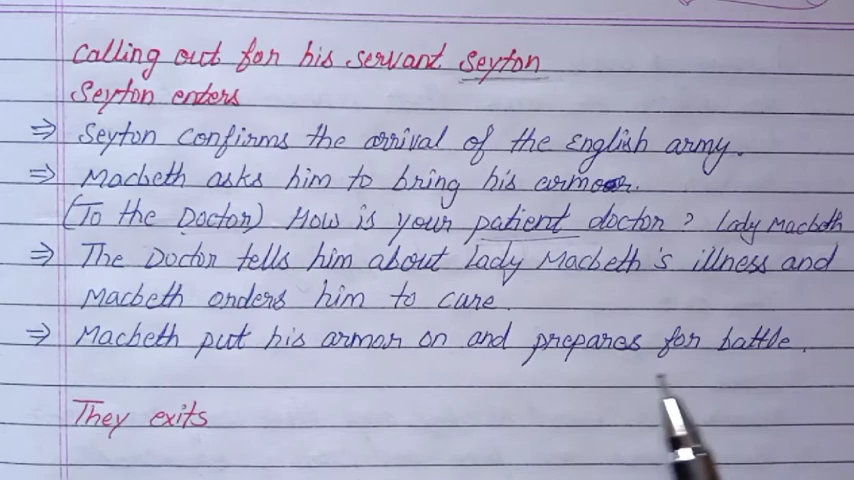 Calling out for his servant Seyton
Seyton enters
⇒ Seyton confirms the arrival of the English army.
⇒ Macbeth asks him to bring his armor.
(To the Doctor) How is your patient doctor? Lady Macbeth
⇒ The Doctor tells him about Lady Macbeth's illness and
Macbeth orders him to cure.
⇒ Macbeth put his armor on and prepares for battle.
They exits